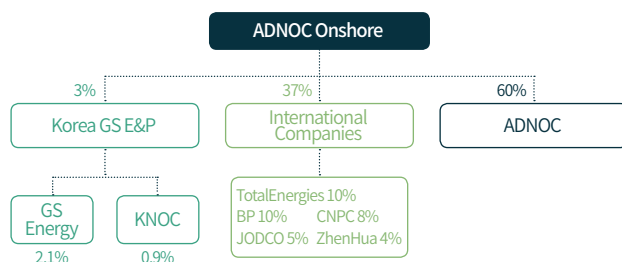 ADNOC Onshore
3%
37%
60%
Korea GS E&P
International
Companies
ADNOC
GS
Energy
KNOC
TotalEnergies 10%
BP 10% CNPC 8%
JODCO 5% ZhenHua 4%
2.1%
0.9%